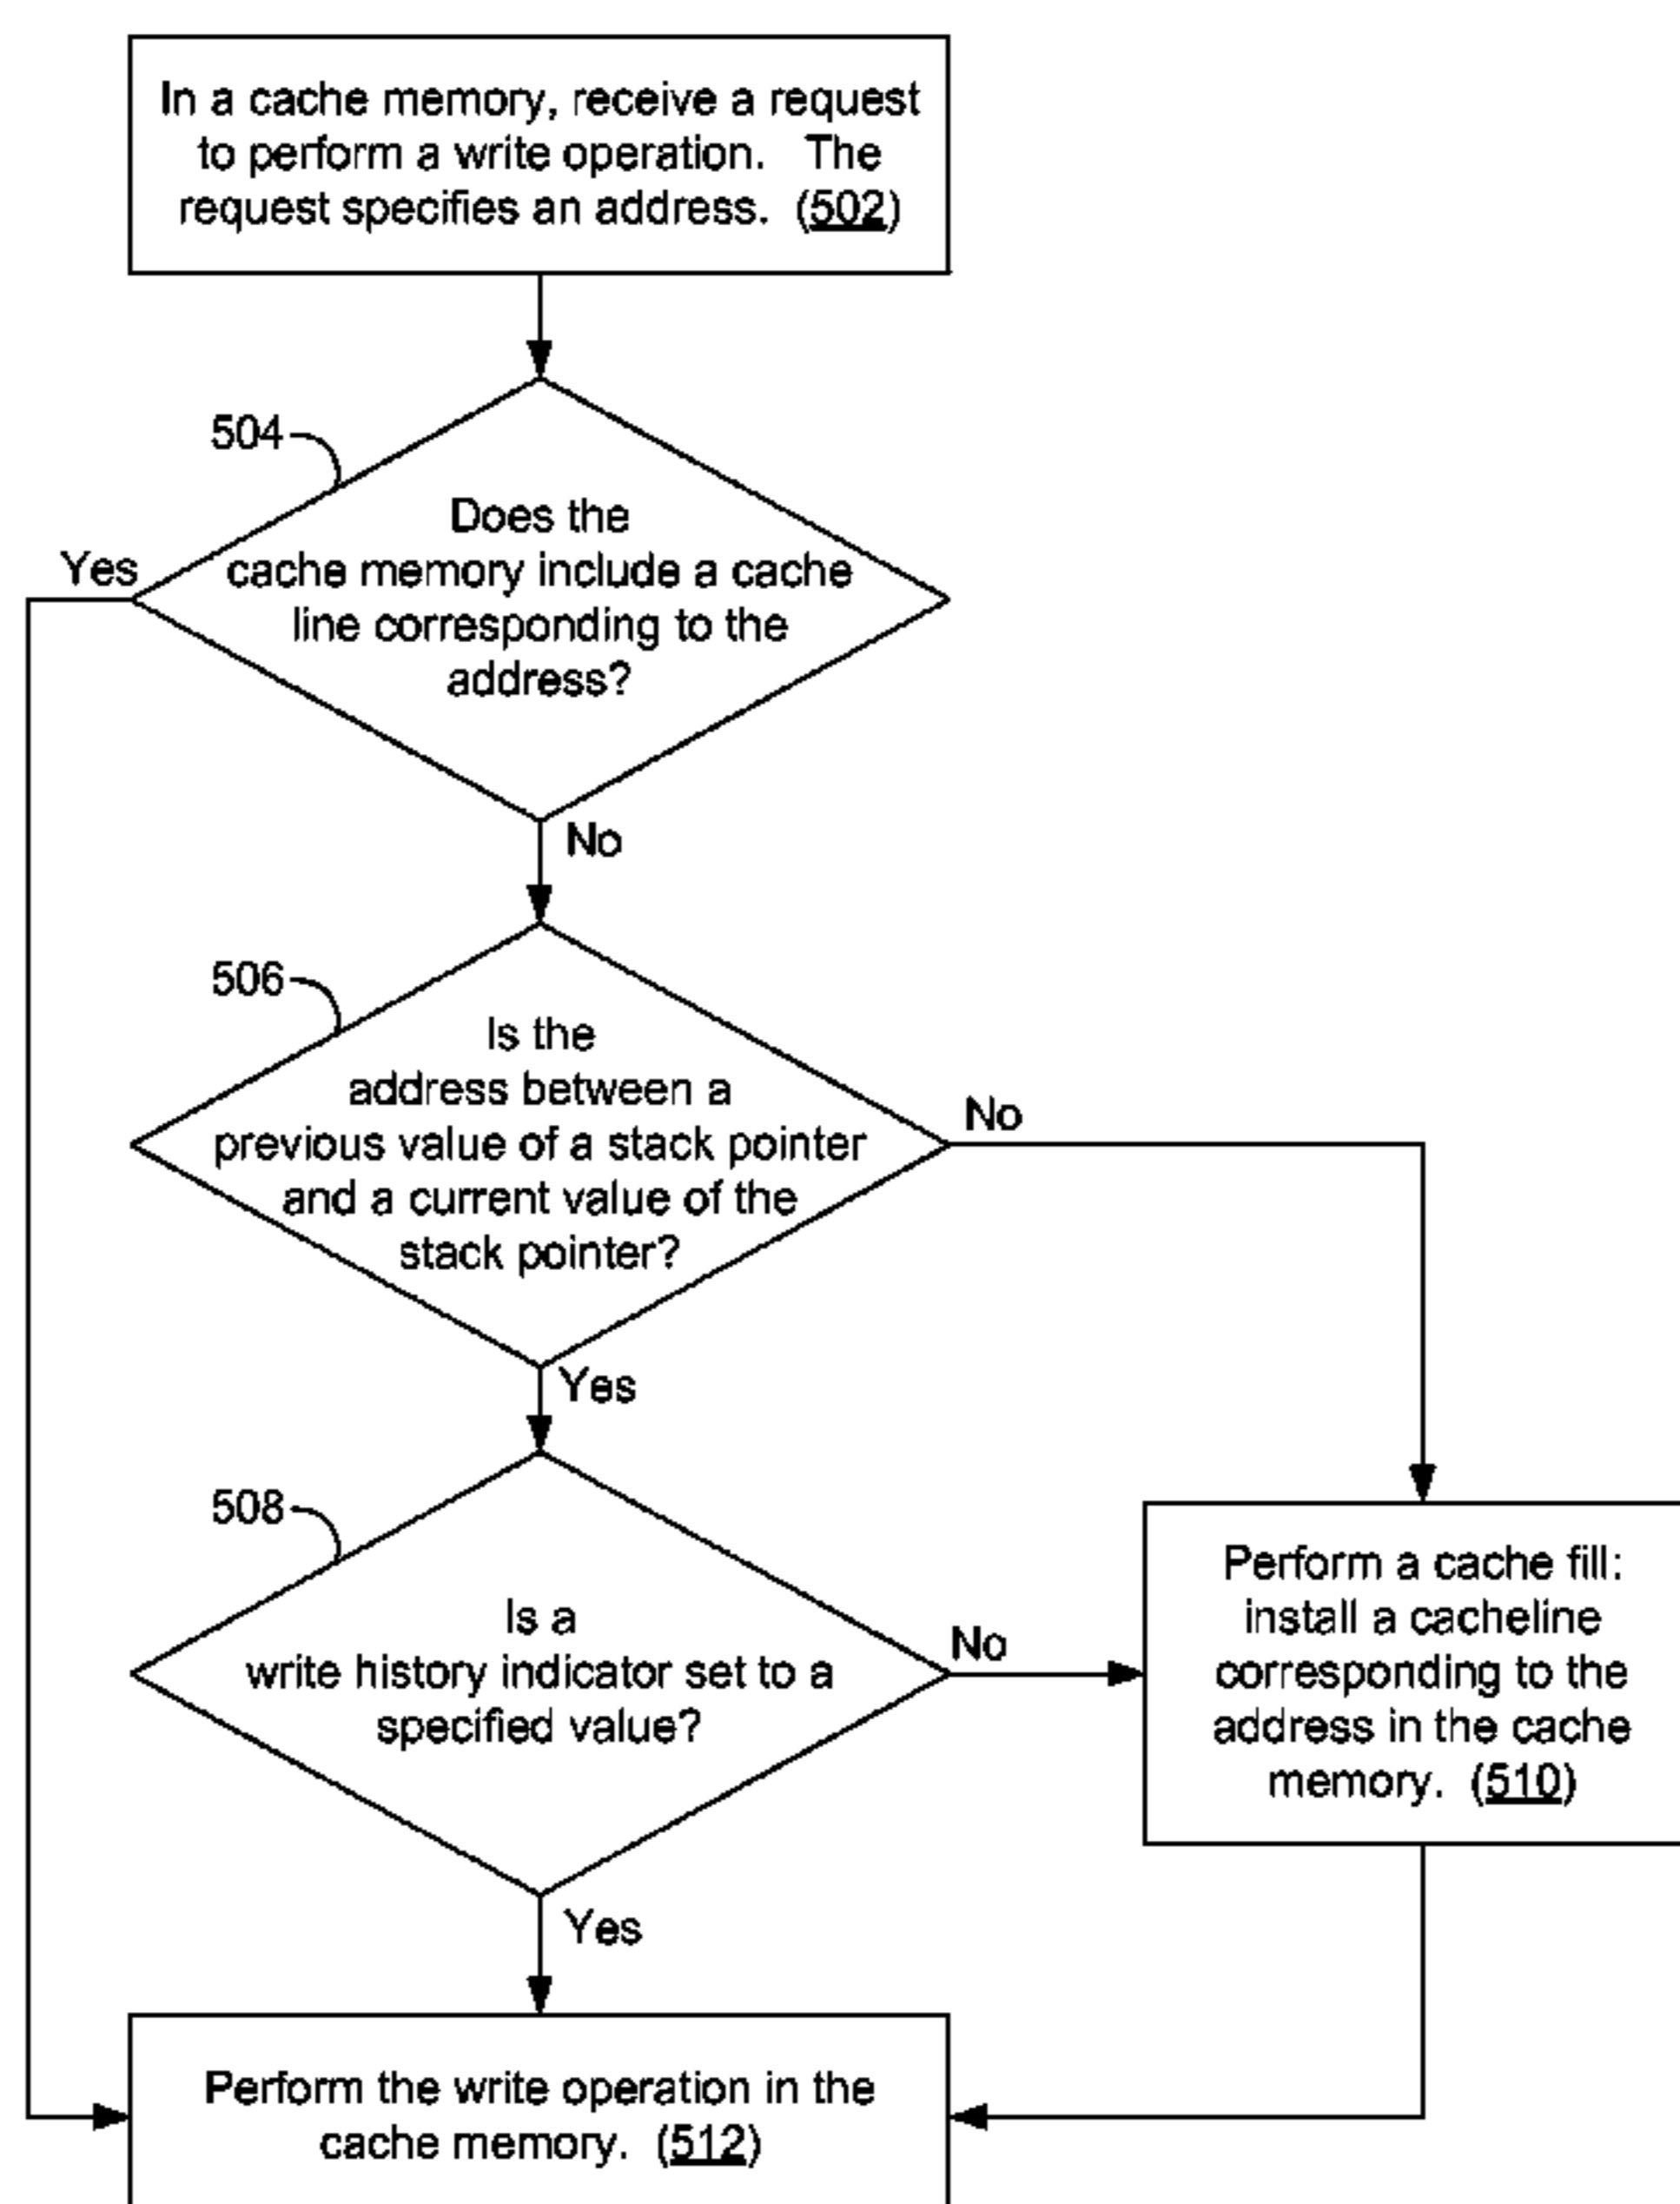 In a cache memory, receive a request
to perform a write operation. The
request specifies an address. (502)
504
Does the
cache memory include a cache
line corresponding to the
address?
Yes
No
506
Is the
address between a
previous value of a stack pointer
and a current value of the
stack pointer?
No
Yes
508
Is a
write history indicator set to a
specified value?
No
Yes
Perform a cache fill:
install a cacheline
corresponding to the
address in the cache
memory. (510)
Perform the write operation in the
cache memory. (512)